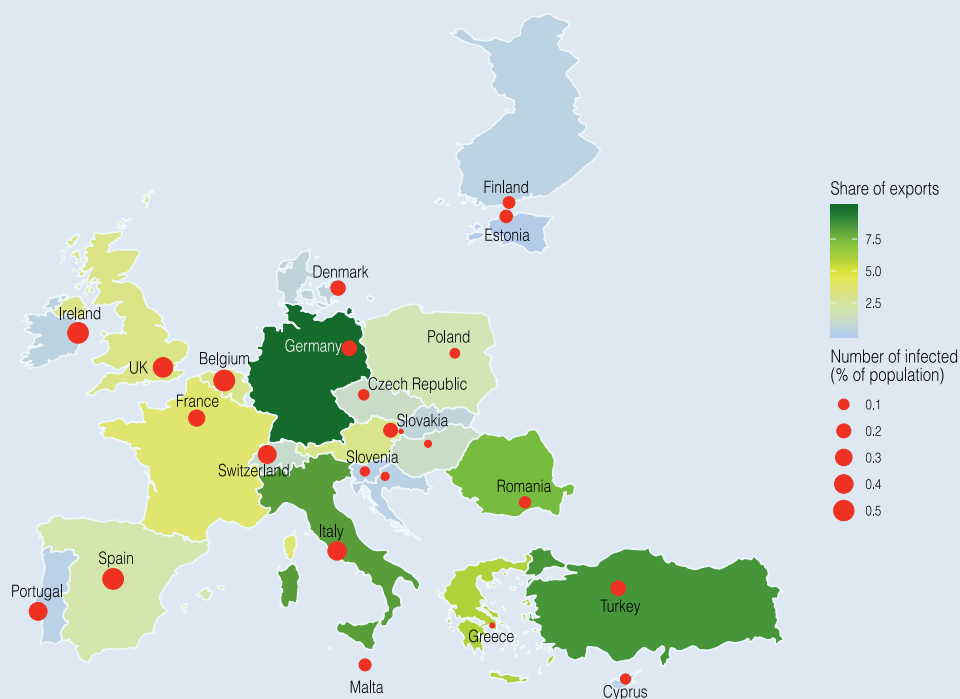 Finland
Estonia
Denmark
Ireland
UK
Belgium
Germany
Poland
Czech Republic
France
Slovakia
Switzerland
Slovenia
Romania
Italy
Spain
Portugal
Turkey
Greece
Malta
Cyprus
Share of exports
7.5
5.0
2.5
Number of infected
(% of population)
0.1
0.2
0.3
0.4
0.5